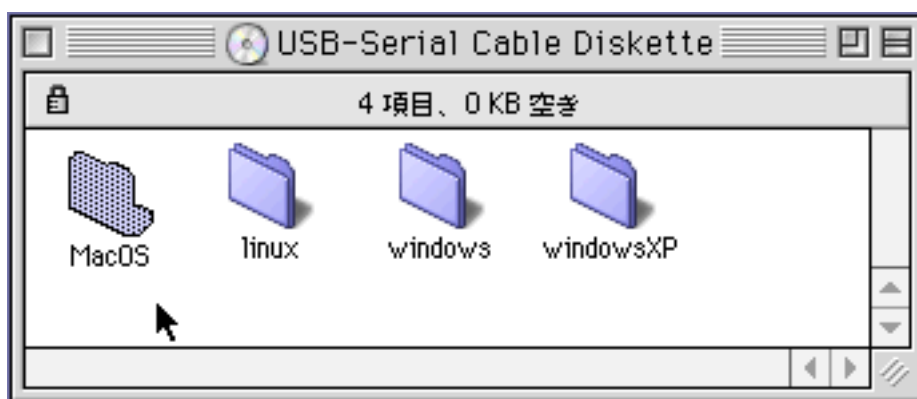 USB-Serial Cable Diskette
4 項目、0 KB 空き
MacOS
linux
windows
windowsXP